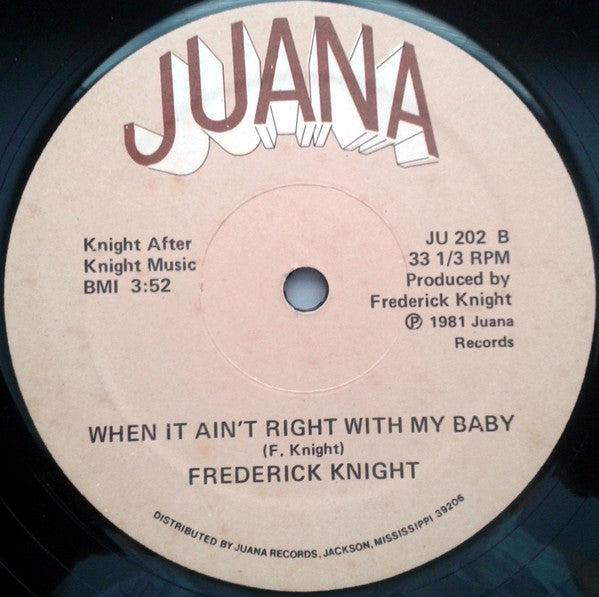 JUANA
Knight After
Knight Music
BMI 3:52
JU 202 B
33 1/3 RPM
Produced by
Frederick Knight
℗ 1981 Juana
Records
WHEN iT AIN'T RIGHT WITH MY BABY
(F. Knight)
FREDERICK KNIGHT
DISTRIBUTED BY JUANA RECORDS, JACKSON, MISSISSIPPI 39206